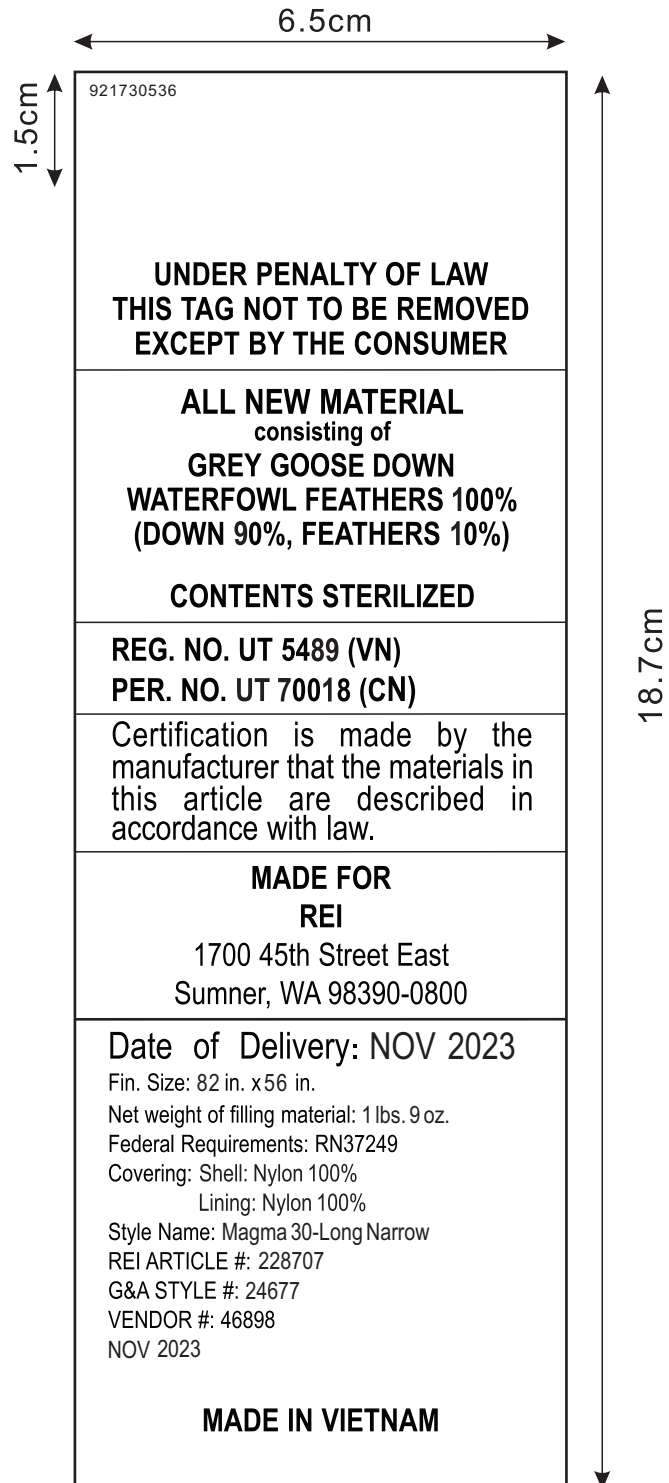 6.5cm
1.5cm
921730536
UNDER PENALTY OF LAW
THIS TAG NOT TO BE REMOVED
EXCEPT BY THE CONSUMER
ALL NEW MATERIAL
consisting of
GREY GOOSE DOWN
WATERFOWL FEATHERS 100%
(DOWN 90%, FEATHERS 10%)
CONTENTS STERILIZED
REG. NO. UT 5489 (VN)
PER. NO. UT 70018 (CN)
18.7cm
Certification is made by the
manufacturer that the materials in
this article are described in
accordance with law.
MADE FOR
REI
1700 45th Street East
Sumner, WA 98390-0800
Date of Delivery: NOV 2023
Fin. Size: 82 in. x 56 in.
Net weight of filling material: 1 lbs. 9 oz.
Federal Requirements: RN37249
Covering: Shell: Nylon 100%
Lining: Nylon 100%
Style Name: Magma 30-Long Narrow
REI ARTICLE #: 228707
G&A STYLE #: 24677
VENDOR #: 46898
NOV 2023
MADE IN VIETNAM